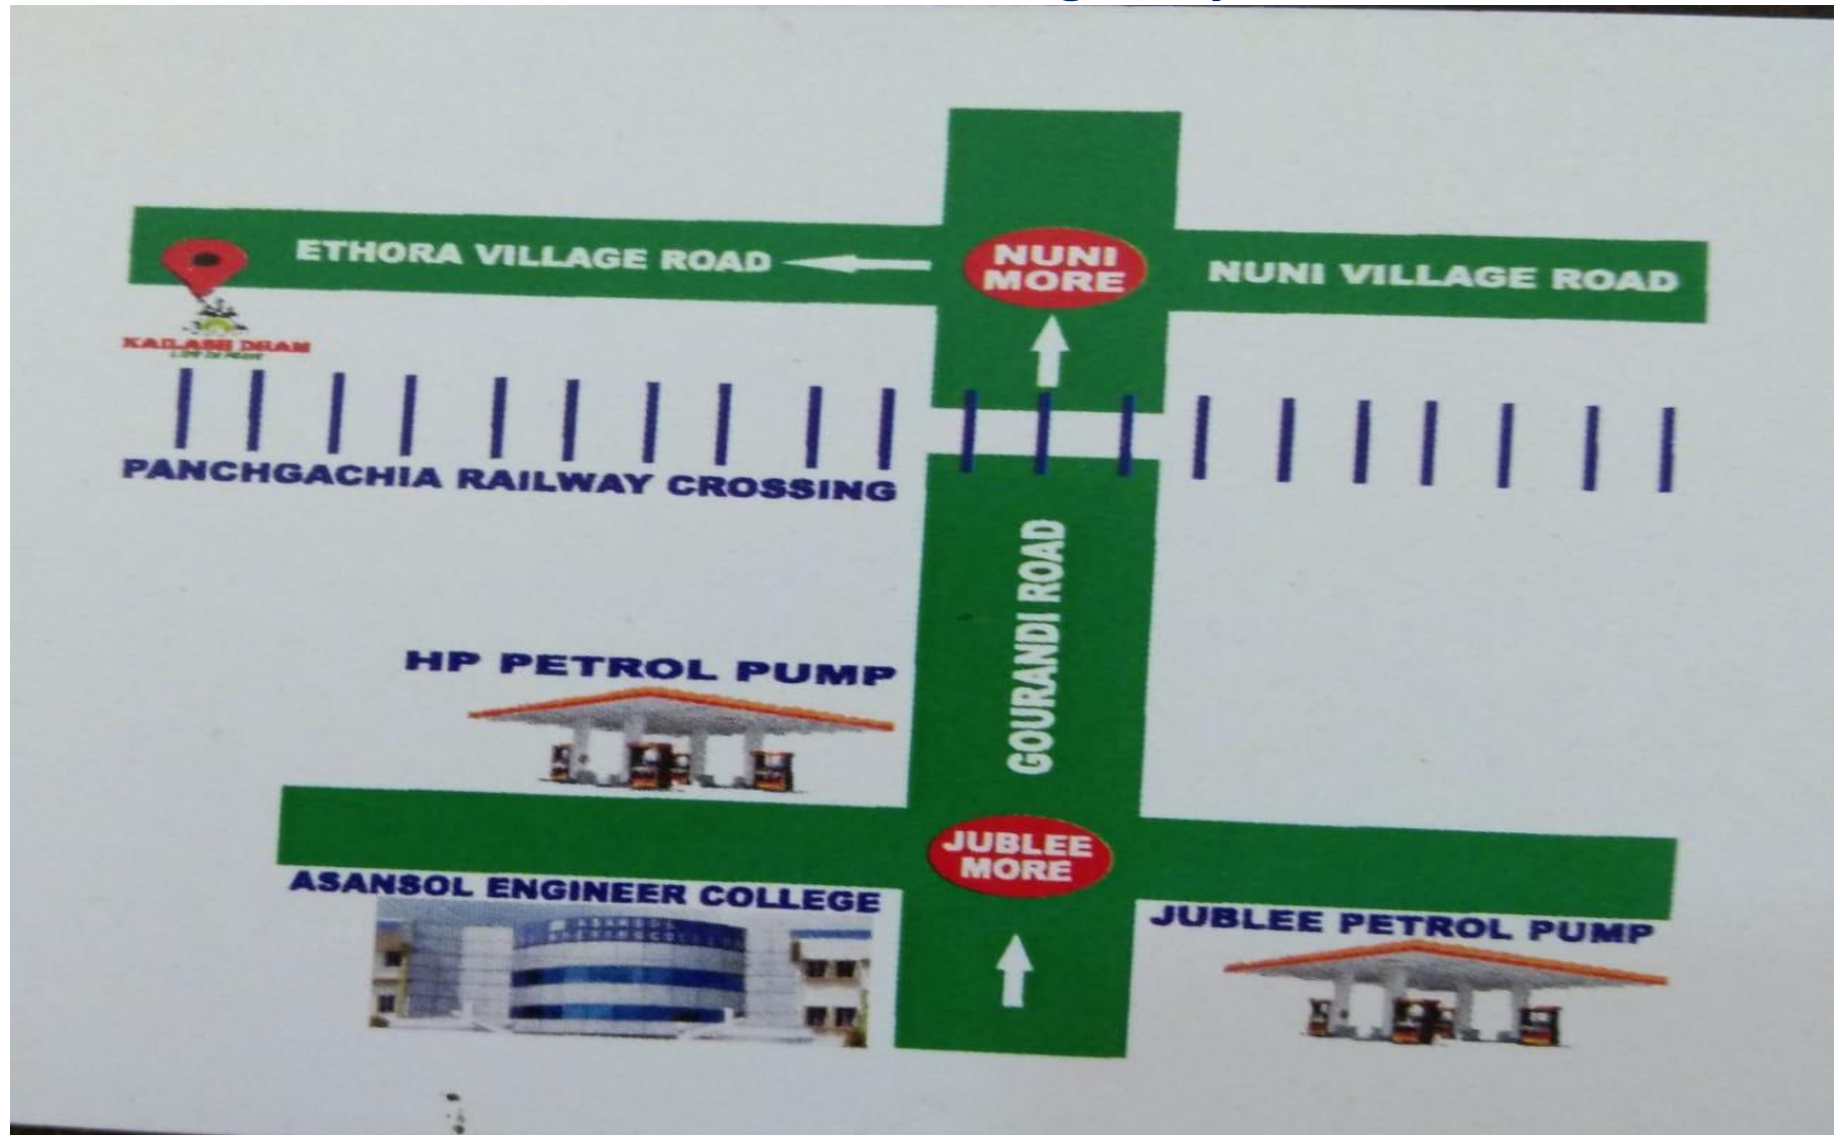 ETHORA VILLAGE ROAD
NUNI
MORE
NUNI VILLAGE ROAD
KAILASH DHAM
PANCHGACHIA RAILWAY CROSSING
GOURANDI ROAD
HP PETROL PUMP
JUBLEE
MORE
ASANSOL ENGINEER COLLEGE
JUBLEE PETROL PUMP